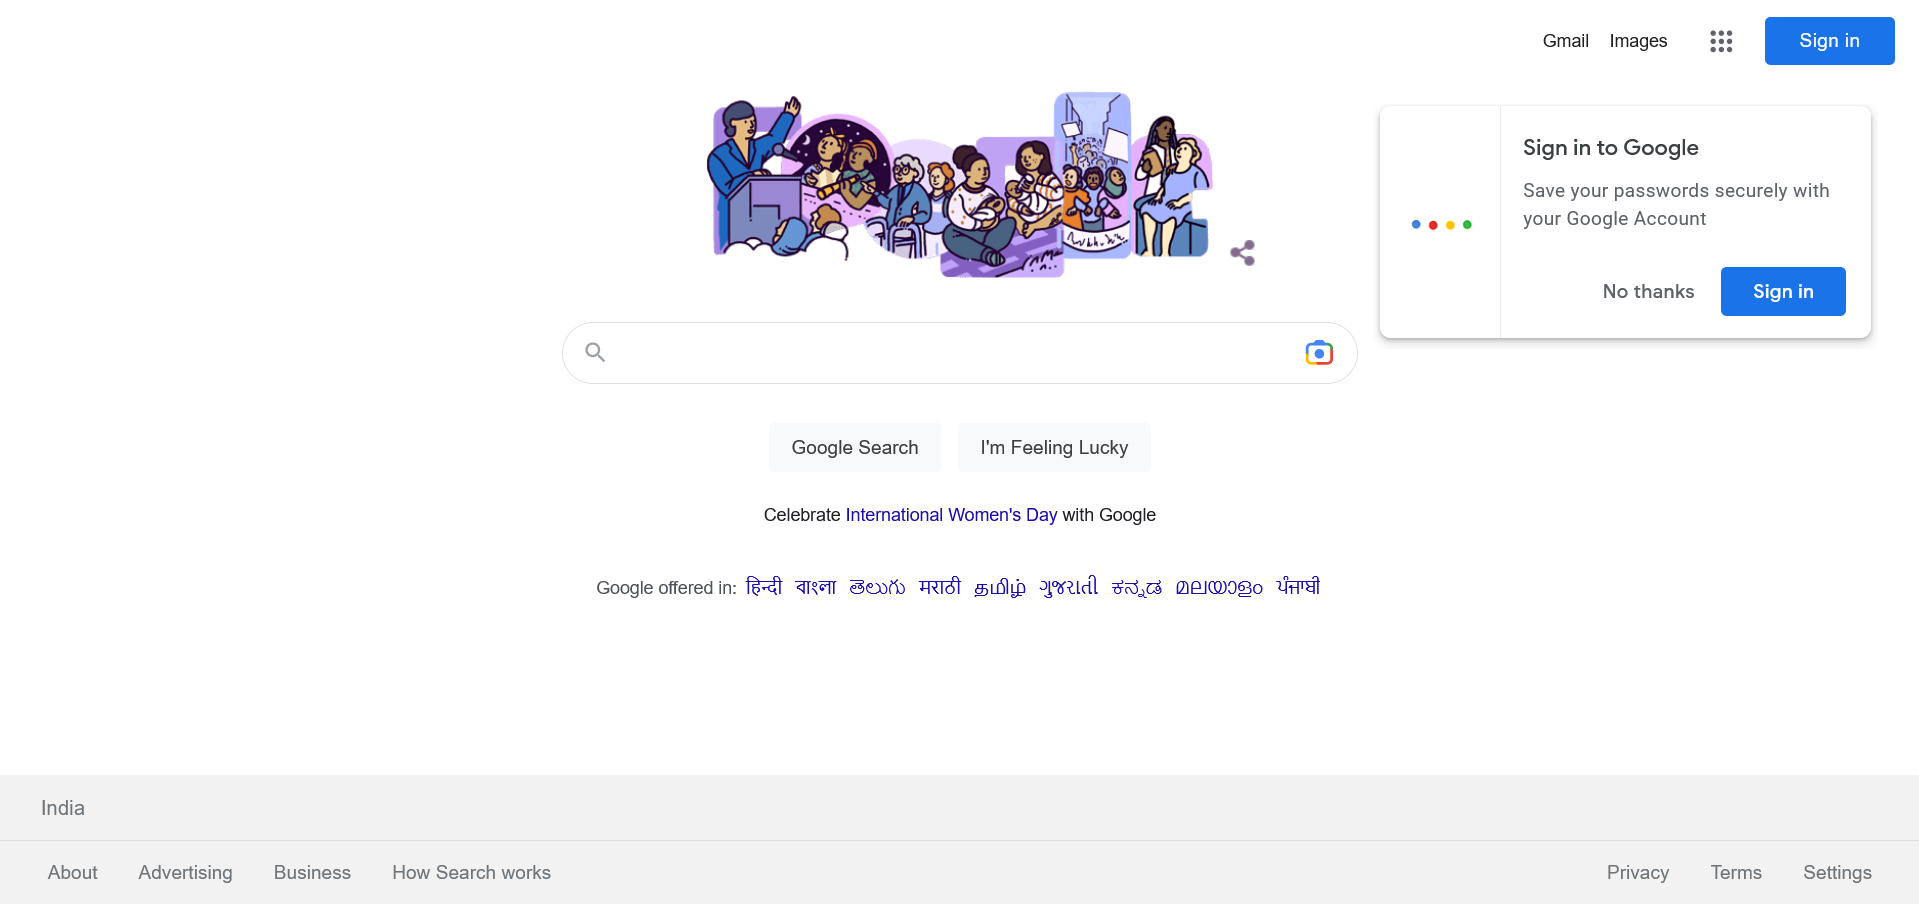 Gmail Images Sign in
Sign in to Google
Save your passwords securely with
your Google Account
No thanks Sign in
Google Search I'm Feeling Lucky
Celebrate International Women's Day with Google
Google offered in: हिन्दी বাংলা తెలుగు मराठी தமிழ் ગુજરાતી ಕನ್ನಡ മലയാളം ਪੰਜਾਬੀ
India
About Advertising Business How Search works Privacy Terms Settings